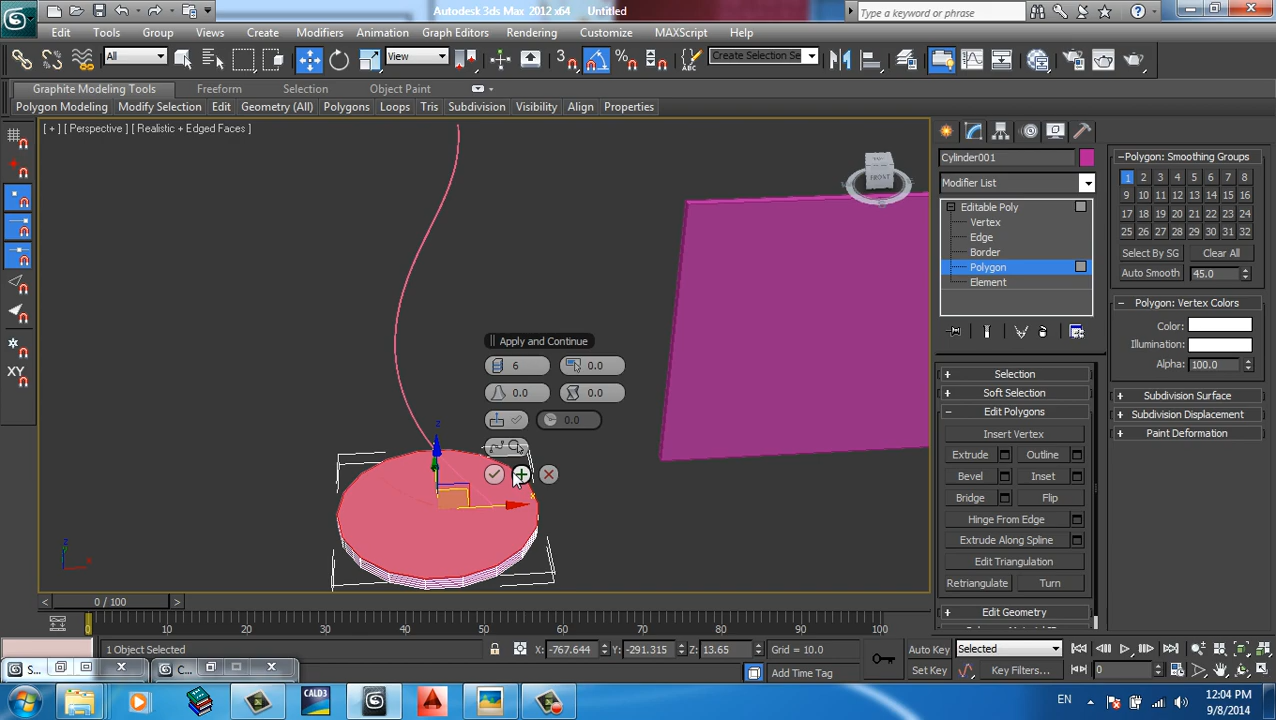 Autodesk 3ds Max 2012 x64 Untitled
Type a keyword or phrase
Edit Tools Group Views Create Modifiers Animation Graph Editors Rendering Customize MAXScript Help
All View Create Selection Se
Graphite Modeling Tools Freeform Selection Object Paint
Polygon Modeling Modify Selection Edit Geometry (All) Polygons Loops Tris Subdivision Visibility Align Properties
[ + ] [ Perspective ] [ Realistic + Edged Faces ]
FRONT
XY
Apply and Continue
6 0.0
0.0 0.0
0.0
z
x
z
x
Cylinder001
Modifier List
Editable Poly
Vertex
Edge
Border
Polygon
Element
Selection
Soft Selection
Edit Polygons
Insert Vertex
Extrude Outline
Bevel Inset
Bridge Flip
Hinge From Edge
Extrude Along Spline
Edit Triangulation
Retriangulate Turn
Edit Geometry
Polygon: Smoothing Groups
1 2 3 4 5 6 7 8
9 10 11 12 13 14 15 16
17 18 19 20 21 22 23 24
25 26 27 28 29 30 31 32
Select By SG Clear All
Auto Smooth 45.0
Polygon: Vertex Colors
Color:
Illumination:
Alpha: 100.0
Subdivision Surface
Subdivision Displacement
Paint Deformation
< 0 / 100 >
0 10 20 30 40 50 60 70 80 90 100
1 Object Selected X: -767.644 Y: -291.315 Z: 13.65 Grid = 10.0
Add Time Tag
Auto Key Selected
Set Key Key Filters... 0
S... C...
CALD3
EN 12:04 PM
9/8/2014